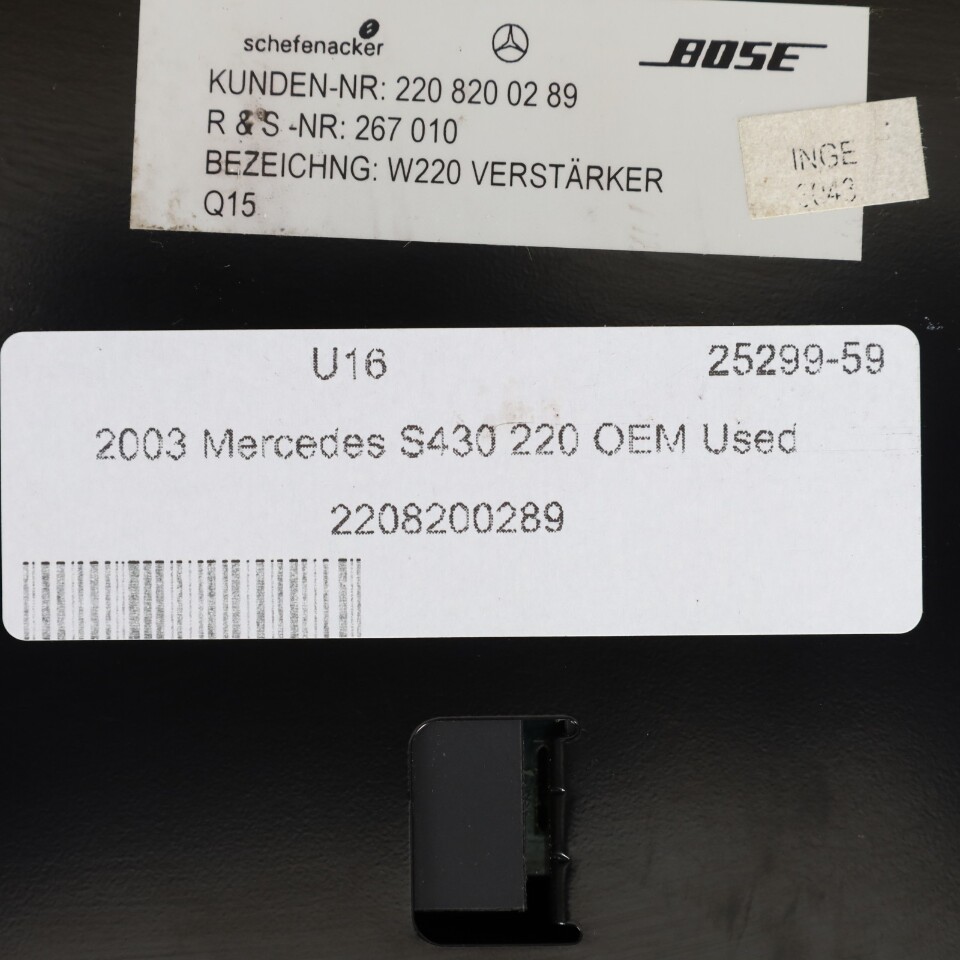 schefenacker BOSE
KUNDEN-NR: 220 820 02 89
R & S -NR: 267 010
BEZEICHNG: W220 VERSTÄRKER
Q15
INGE
U16 25299-59
2003 Mercedes S430 220 OEM Used
2208200289